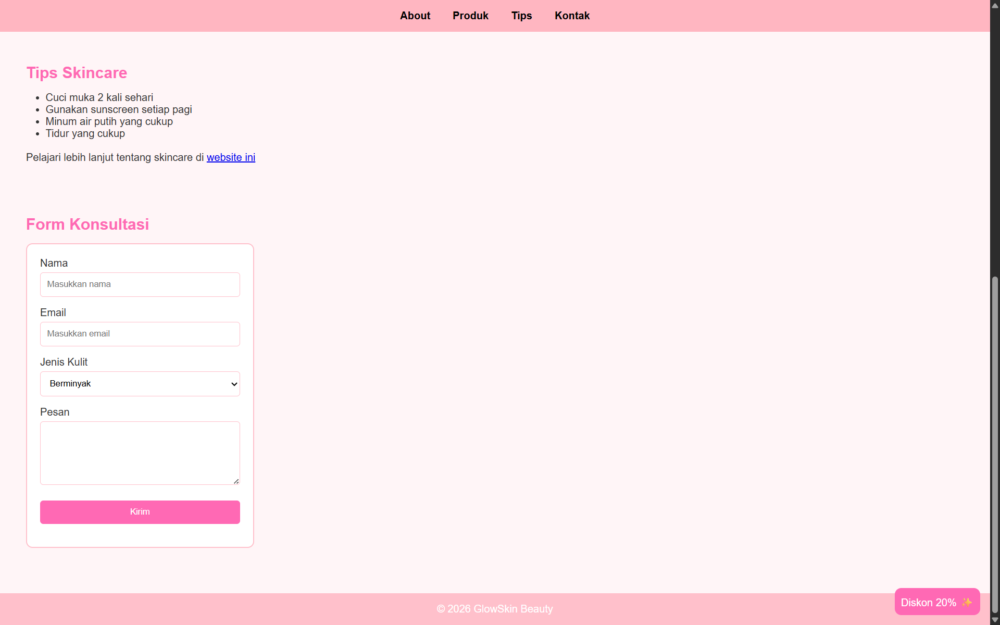 About Produk Tips Kontak
Tips Skincare
Cuci muka 2 kali sehari
Gunakan sunscreen setiap pagi
Minum air putih yang cukup
Tidur yang cukup
Pelajari lebih lanjut tentang skincare di website ini
Form Konsultasi
Nama
Masukkan nama
Email
Masukkan email
Jenis Kulit
Berminyak
Pesan
Kirim
© 2026 GlowSkin Beauty
Diskon 20% ✨